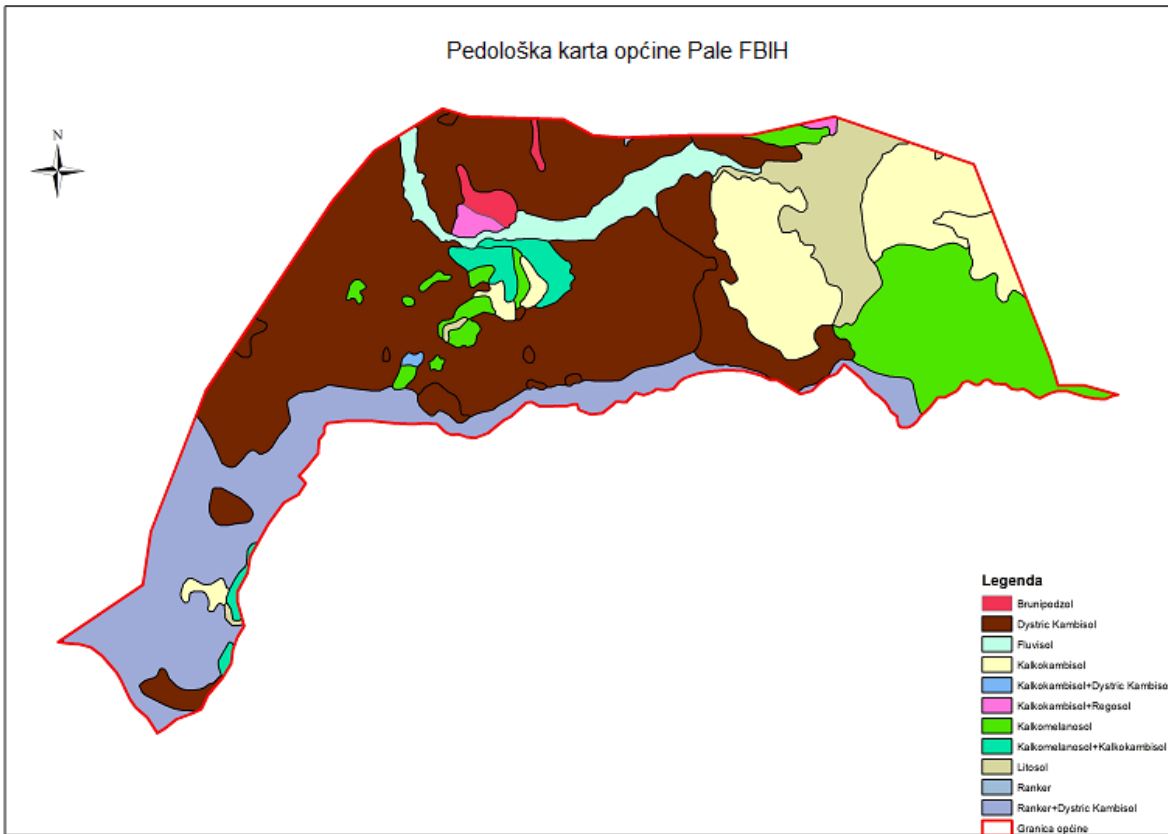 Pedološka karta općine Pale FBIH
N
Legenda
Brunipodzol
Dystric Kambisol
Fluvisol
Kalkokambisol
Kalkokambisol+Dystric Kambiso
Kalkokambisol+Regosol
Kalkomelanosol
Kalkomelanosol+Kalkokambisol
Litosol
Ranker
Ranker+Dystric Kambisol
Granica općine